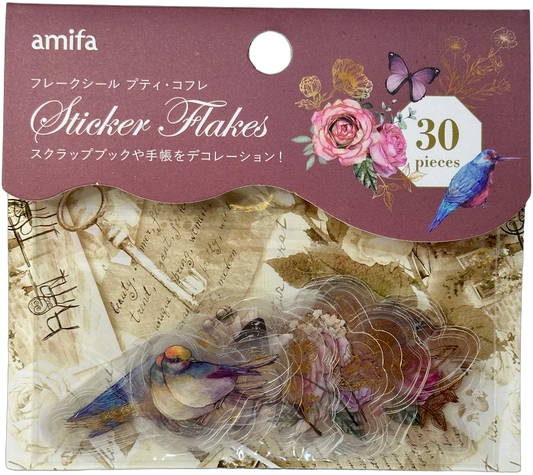 amifa
フレークシール プティ・コフレ
Sticker Flakes
スクラップブックや手帳をデコレーション!
30
pieces